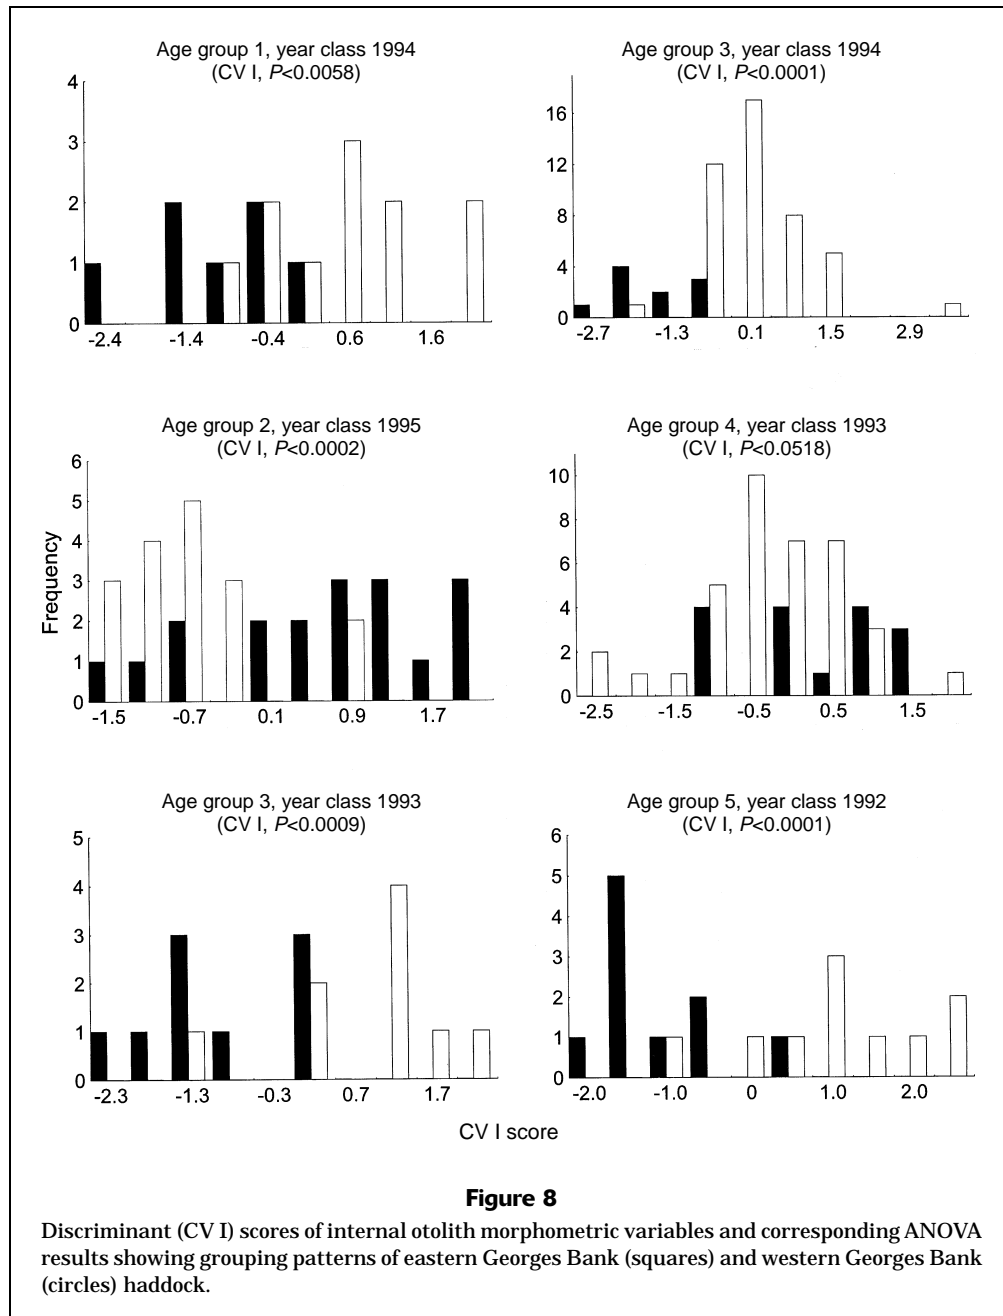 Age group 1, year class 1994
(CV I, P<0.0058)
4
3
2
1
0
-2.4 -1.4 -0.4 0.6 1.6
Age group 3, year class 1994
(CV I, P<0.0001)
16
12
8
4
0
-2.7 -1.3 0.1 1.5 2.9
Age group 2, year class 1995
(CV I, P<0.0002)
6
5
4
3
2
1
0
-1.5 -0.7 0.1 0.9 1.7
Frequency
Age group 4, year class 1993
(CV I, P<0.0518)
10
8
6
4
2
0
-2.5 -1.5 -0.5 0.5 1.5
Age group 3, year class 1993
(CV I, P<0.0009)
5
4
3
2
1
0
-2.3 -1.3 -0.3 0.7 1.7
Age group 5, year class 1992
(CV I, P<0.0001)
6
5
4
3
2
1
0
-2.0 -1.0 0 1.0 2.0
CV I score
Figure 8
Discriminant (CV I) scores of internal otolith morphometric variables and corresponding ANOVA
results showing grouping patterns of eastern Georges Bank (squares) and western Georges Bank
(circles) haddock.